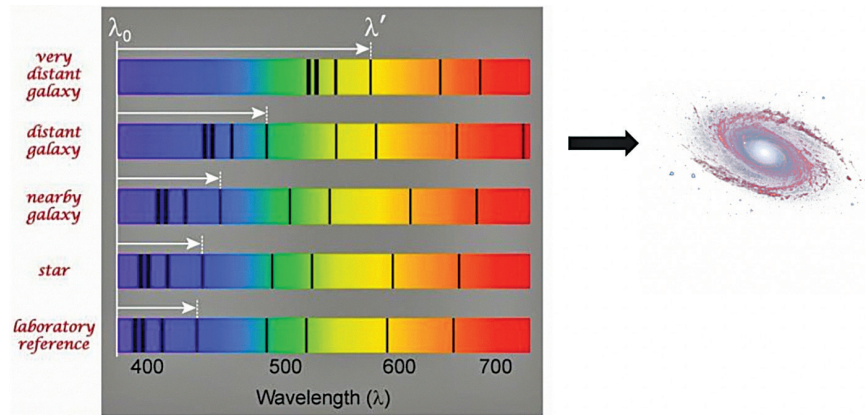 λ₀ λ′
very
distant
galaxy
distant
galaxy
nearby
galaxy
star
laboratory
reference
400 500 600 700
Wavelength (λ)